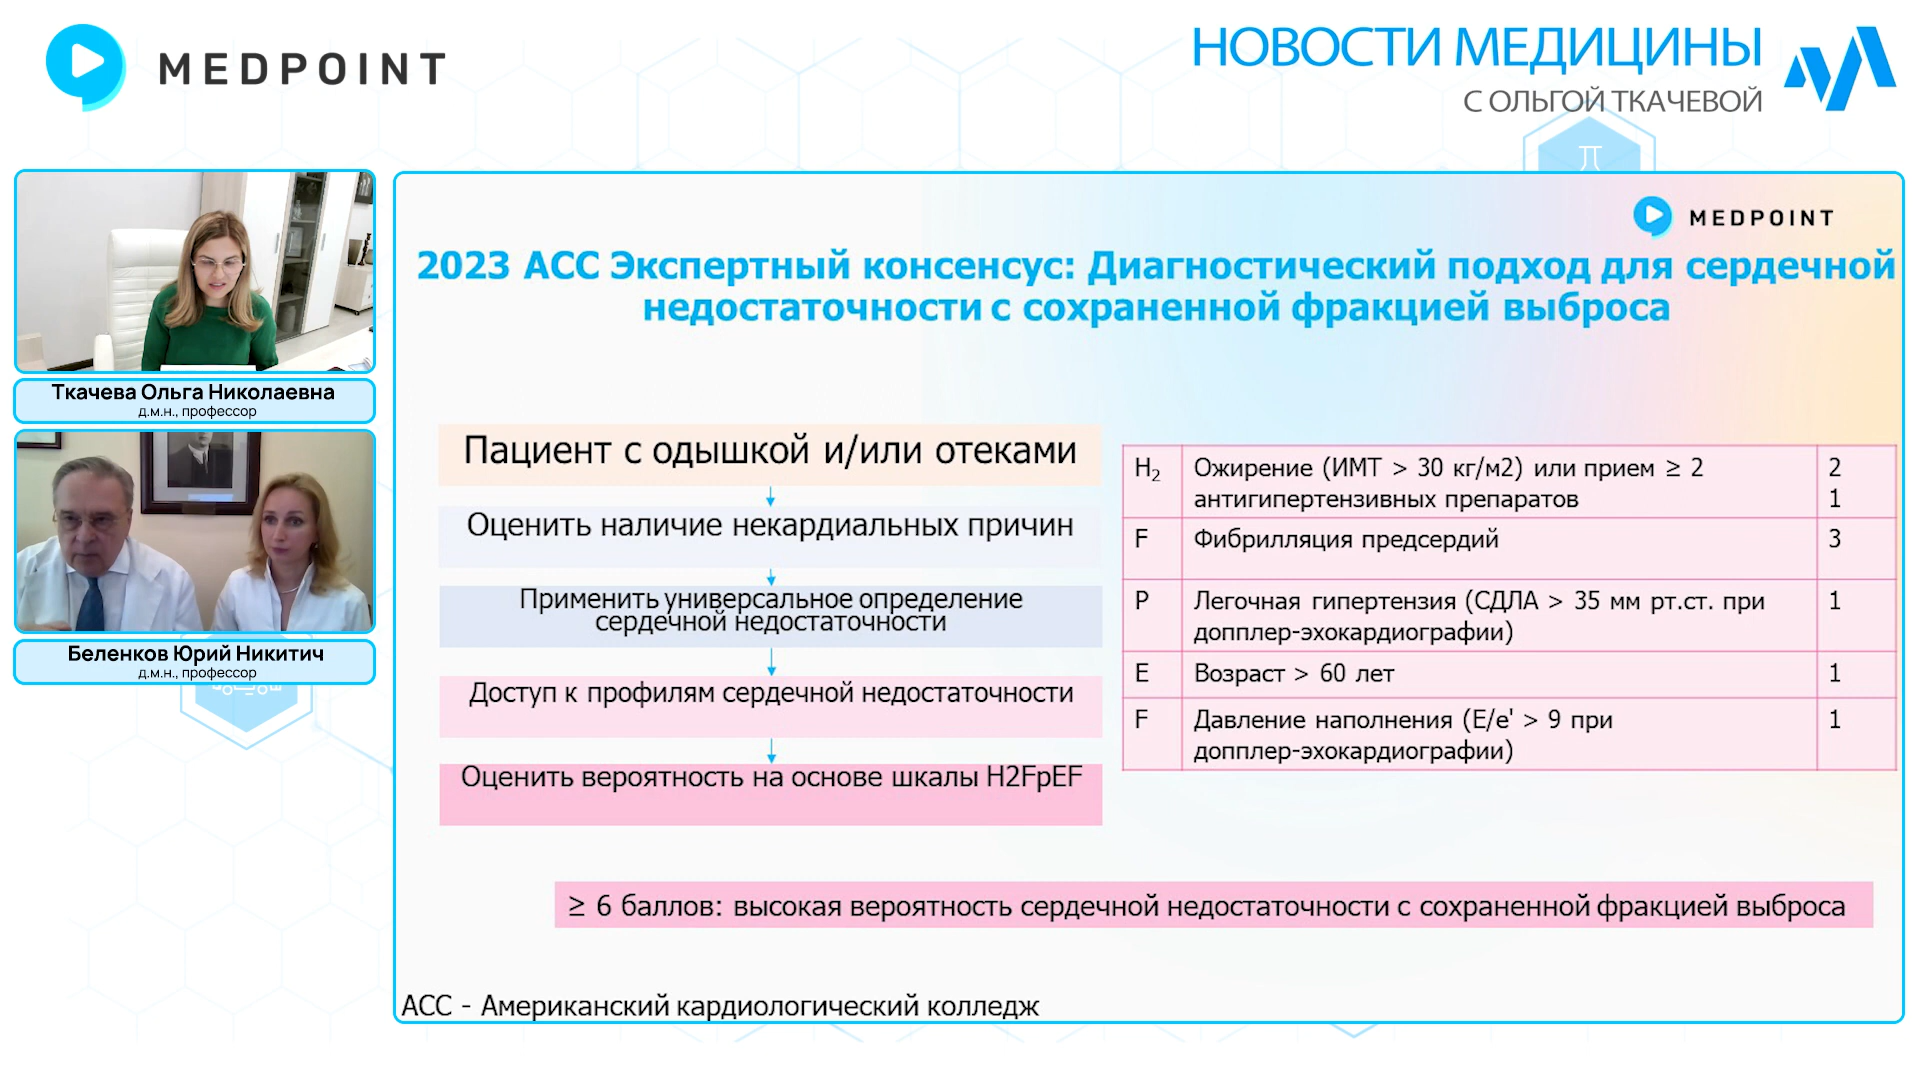 MEDPOINT
НОВОСТИ МЕДИЦИНЫ
С ОЛЬГОЙ ТКАЧЕВОЙ
Ткачева Ольга Николаевна
д.м.н., профессор
Беленков Юрий Никитич
д.м.н., профессор
MEDPOINT
2023 АСС Экспертный консенсус: Диагностический подход для сердечной
недостаточности с сохраненной фракцией выброса
Пациент с одышкой и/или отеками
Оценить наличие некардиальных причин
Применить универсальное определение
сердечной недостаточности
Доступ к профилям сердечной недостаточности
Оценить вероятность на основе шкалы H2FpEF
H₂ Ожирение (ИМТ > 30 кг/м2) или прием ≥ 2 2
антигипертензивных препаратов 1
F Фибрилляция предсердий 3
P Легочная гипертензия (СДЛА > 35 мм рт.ст. при 1
допплер-эхокардиографии)
E Возраст > 60 лет 1
F Давление наполнения (E/e' > 9 при 1
допплер-эхокардиографии)
≥ 6 баллов: высокая вероятность сердечной недостаточности с сохраненной фракцией выброса
АСС - Американский кардиологический колледж